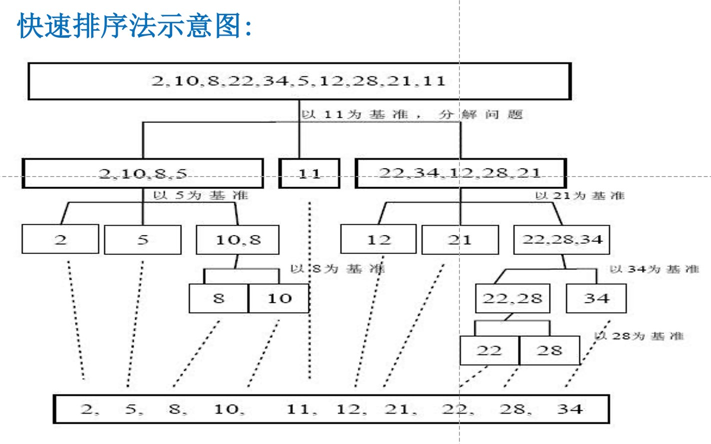 快速排序法示意图:
2,10,8,22,34,5,12,28,21,11
以11为基准，分解问题
2,10,8,5
11
22,34,12,28,21
以5为基准
以21为基准
2
5
10,8
12
21
22,28,34
以8为基准
以34为基准
8
10
22,28
34
以28为基准
22
28
2, 5, 8, 10, 11, 12, 21, 22, 28, 34